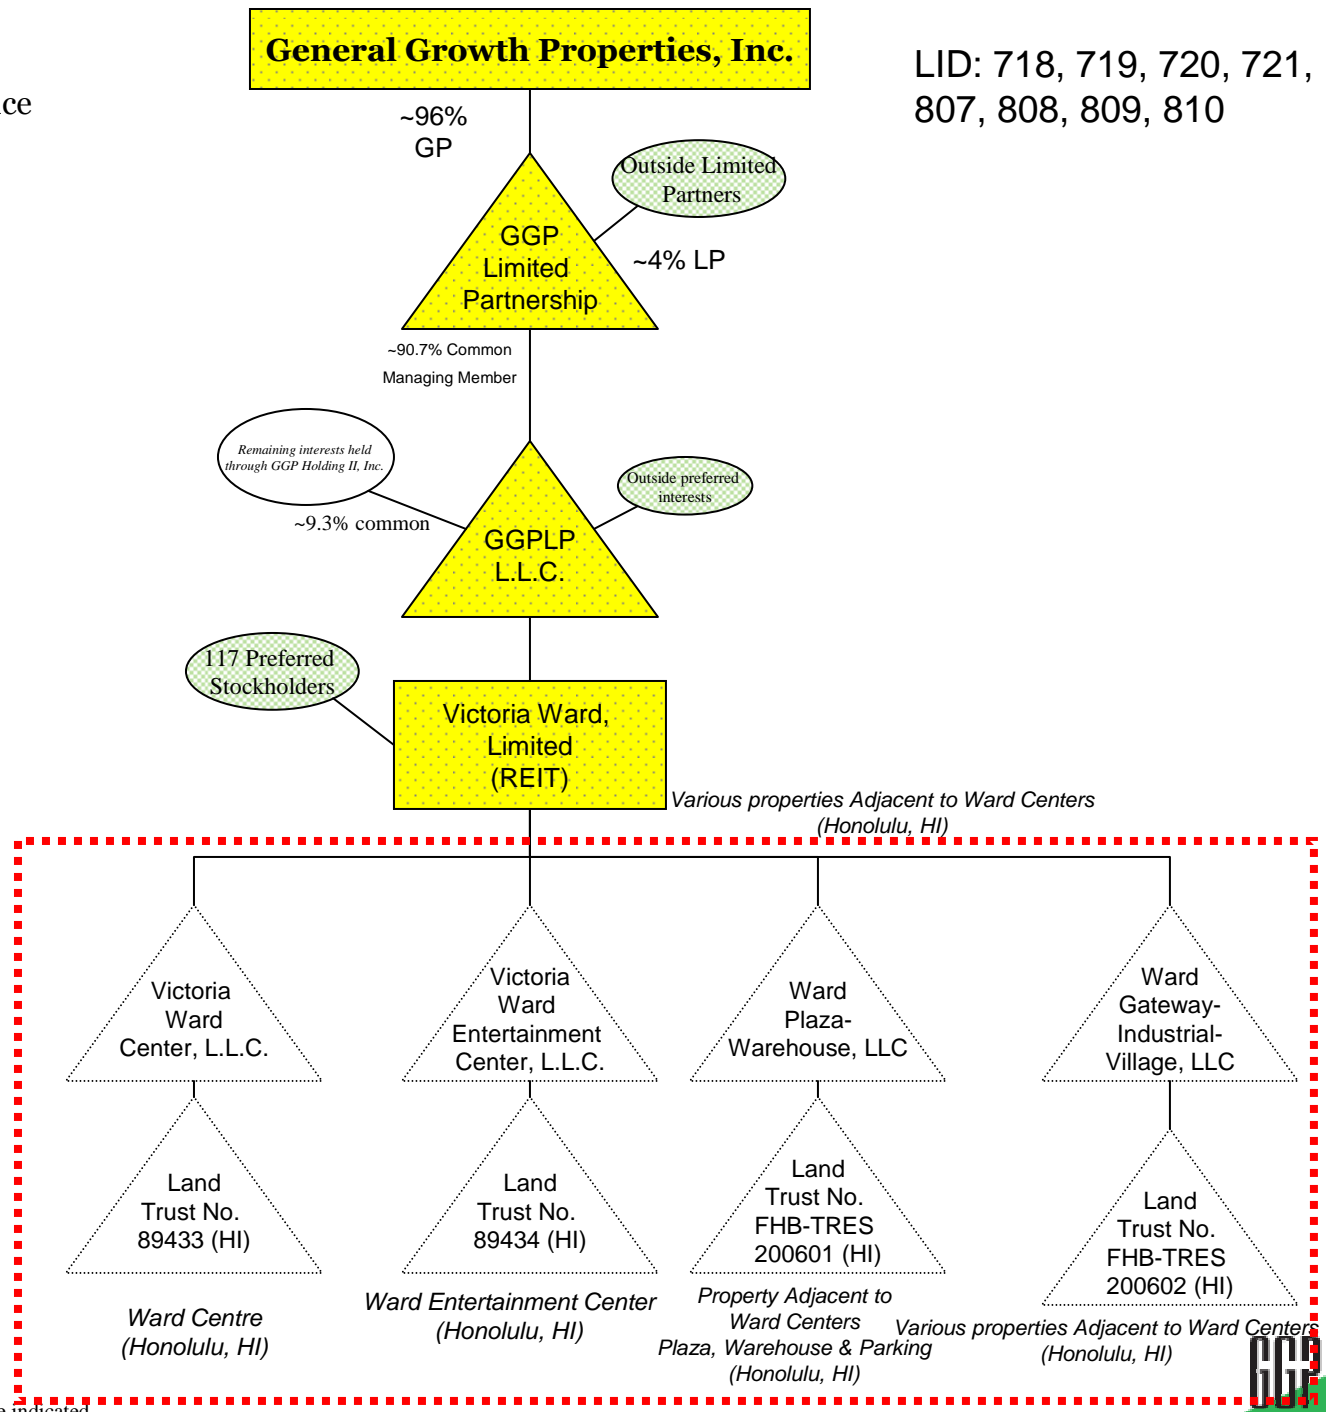 General Growth Properties, Inc.
LID: 718, 719, 720, 721,
807, 808, 809, 810
~96%
GP
Outside Limited
Partners
GGP
Limited
Partnership
~4% LP
~90.7% Common
Managing Member
Remaining interests held
through GGP Holding II, Inc.
~9.3% common
Outside preferred
interests
GGPLP
L.L.C.
117 Preferred
Stockholders
Victoria Ward,
Limited
(REIT)
Various properties Adjacent to Ward Centers
(Honolulu, HI)
Victoria
Ward
Center, L.L.C.
Victoria
Ward
Entertainment
Center, L.L.C.
Ward
Plaza-
Warehouse, LLC
Ward
Gateway-
Industrial-
Village, LLC
Land
Trust No.
89433 (HI)
Land
Trust No.
89434 (HI)
Land
Trust No.
FHB-TRES
200601 (HI)
Land
Trust No.
FHB-TRES
200602 (HI)
Ward Centre
(Honolulu, HI)
Ward Entertainment Center
(Honolulu, HI)
Property Adjacent to
Ward Centers
Plaza, Warehouse & Parking
(Honolulu, HI)
Various properties Adjacent to Ward Centers
(Honolulu, HI)
GGP
indicated